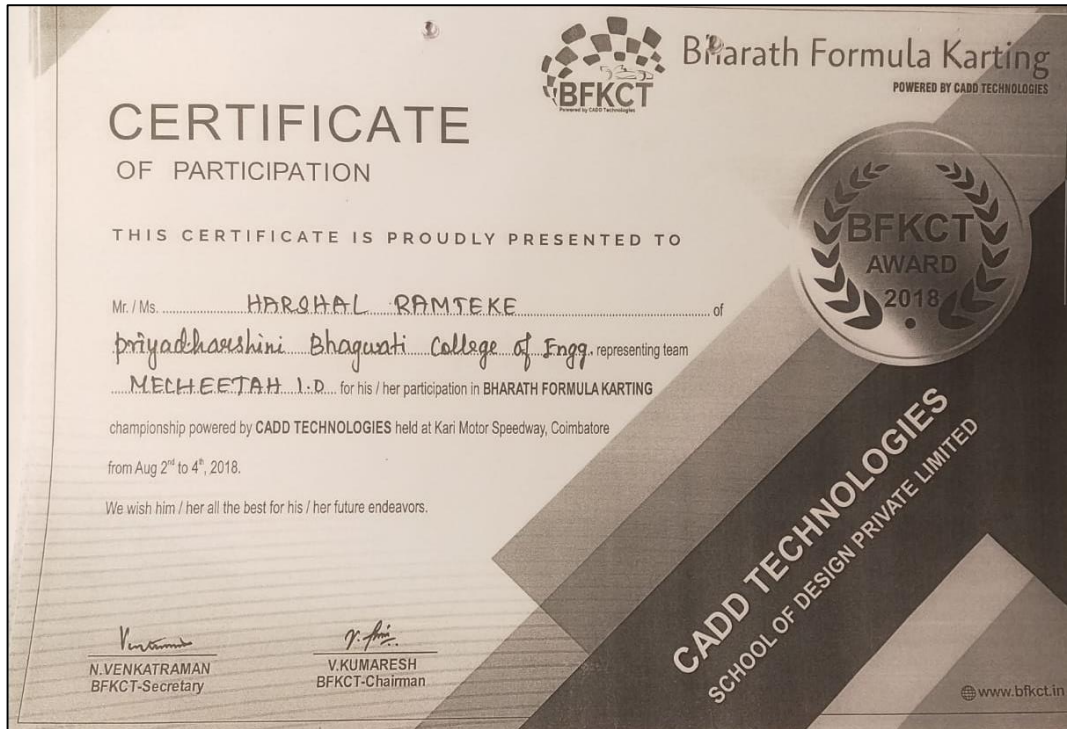 Bharath Formula Karting
POWERED BY CADD TECHNOLOGIES
BFKCT
Powered by CADD Technologies
CERTIFICATE
OF PARTICIPATION
THIS CERTIFICATE IS PROUDLY PRESENTED TO
Mr. / Ms. HARSHAL RAMTEKE of
priyadharshini Bhagwati College of Engg. representing team
MECHEETAH 1.0 for his / her participation in BHARATH FORMULA KARTING
championship powered by CADD TECHNOLOGIES held at Kari Motor Speedway, Coimbatore
from Aug 2nd to 4th, 2018.
We wish him / her all the best for his / her future endeavors.
BFKCT
AWARD
2018
CADD TECHNOLOGIES
SCHOOL OF DESIGN PRIVATE LIMITED
N.VENKATRAMAN
BFKCT-Secretary
V.KUMARESH
BFKCT-Chairman
www.bfkct.in